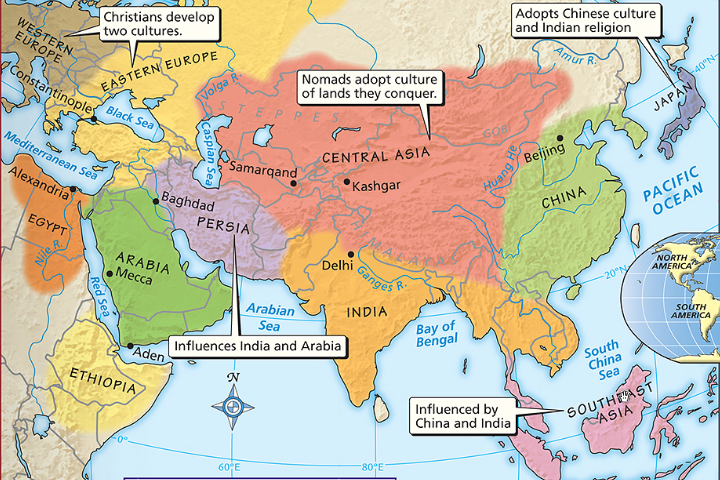 Christians develop
two cultures.
Adopts Chinese culture
and Indian religion
WESTERN
EUROPE
EASTERN EUROPE
Constantinople
Black Sea
Volga R.
Nomads adopt culture
of lands they conquer.
Amur R.
40°N
JAPAN
STEPPES
GOBI
Mediterranean Sea
Caspian Sea
CENTRAL ASIA
Beijing
Samarqand
Kashgar
Huang He
Alexandria
Baghdad
PERSIA
CHINA
PACIFIC
OCEAN
EGYPT
Nile R.
ARABIA
Mecca
HIMALAYA
Delhi
Ganges R.
20°N
NORTH
AMERICA
Red Sea
Arabian
Sea
INDIA
SOUTH
AMERICA
Bay of
Bengal
Aden
Influences India and Arabia
South
China
Sea
ETHIOPIA
N
Influenced by
China and India
SOUTHEAST
ASIA
0°
60°E
80°E